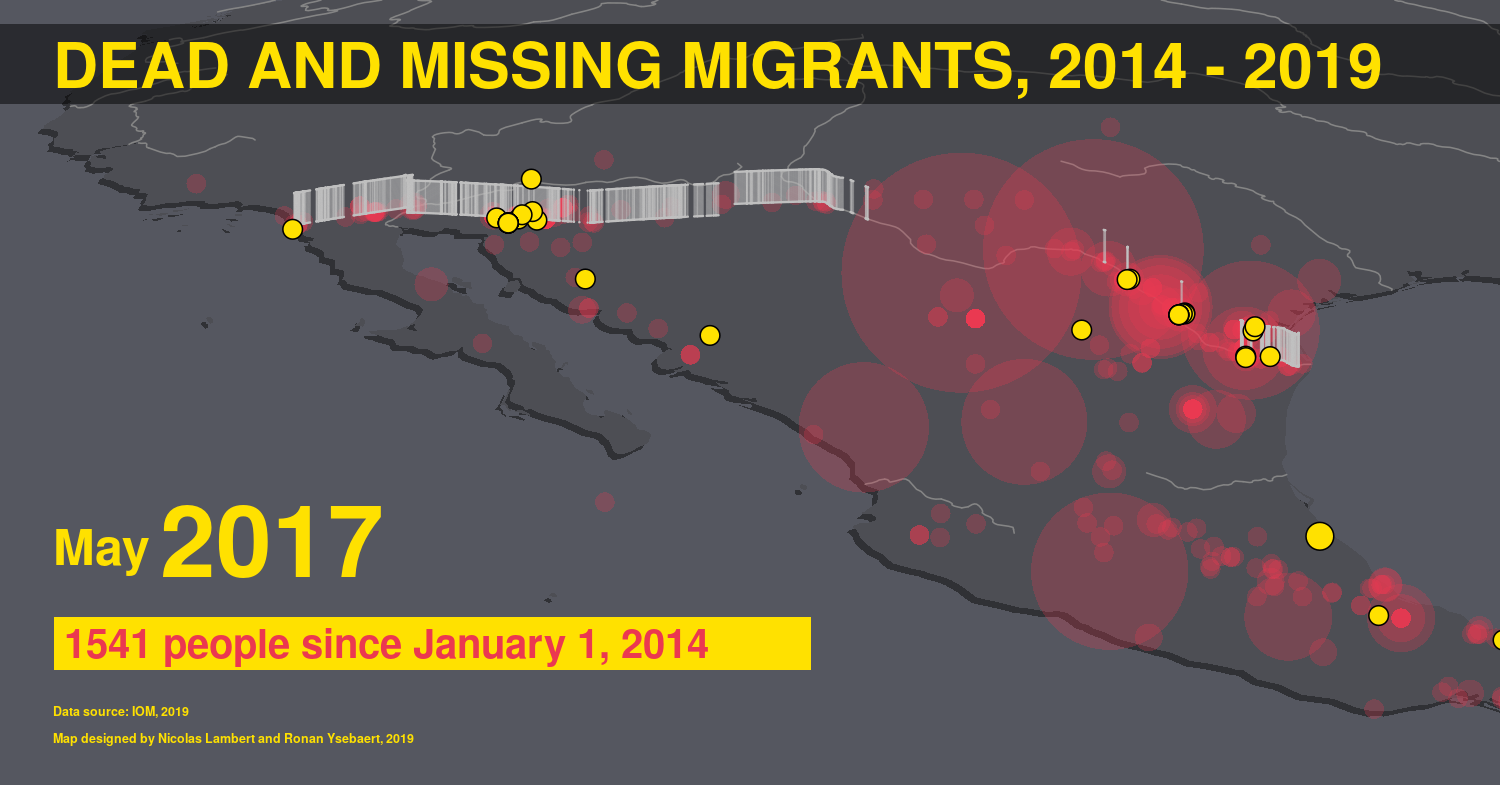 DEAD AND MISSING MIGRANTS, 2014 - 2019
May 2017
1541 people since January 1, 2014
Data source: IOM, 2019
Map designed by Nicolas Lambert and Ronan Ysebaert, 2019